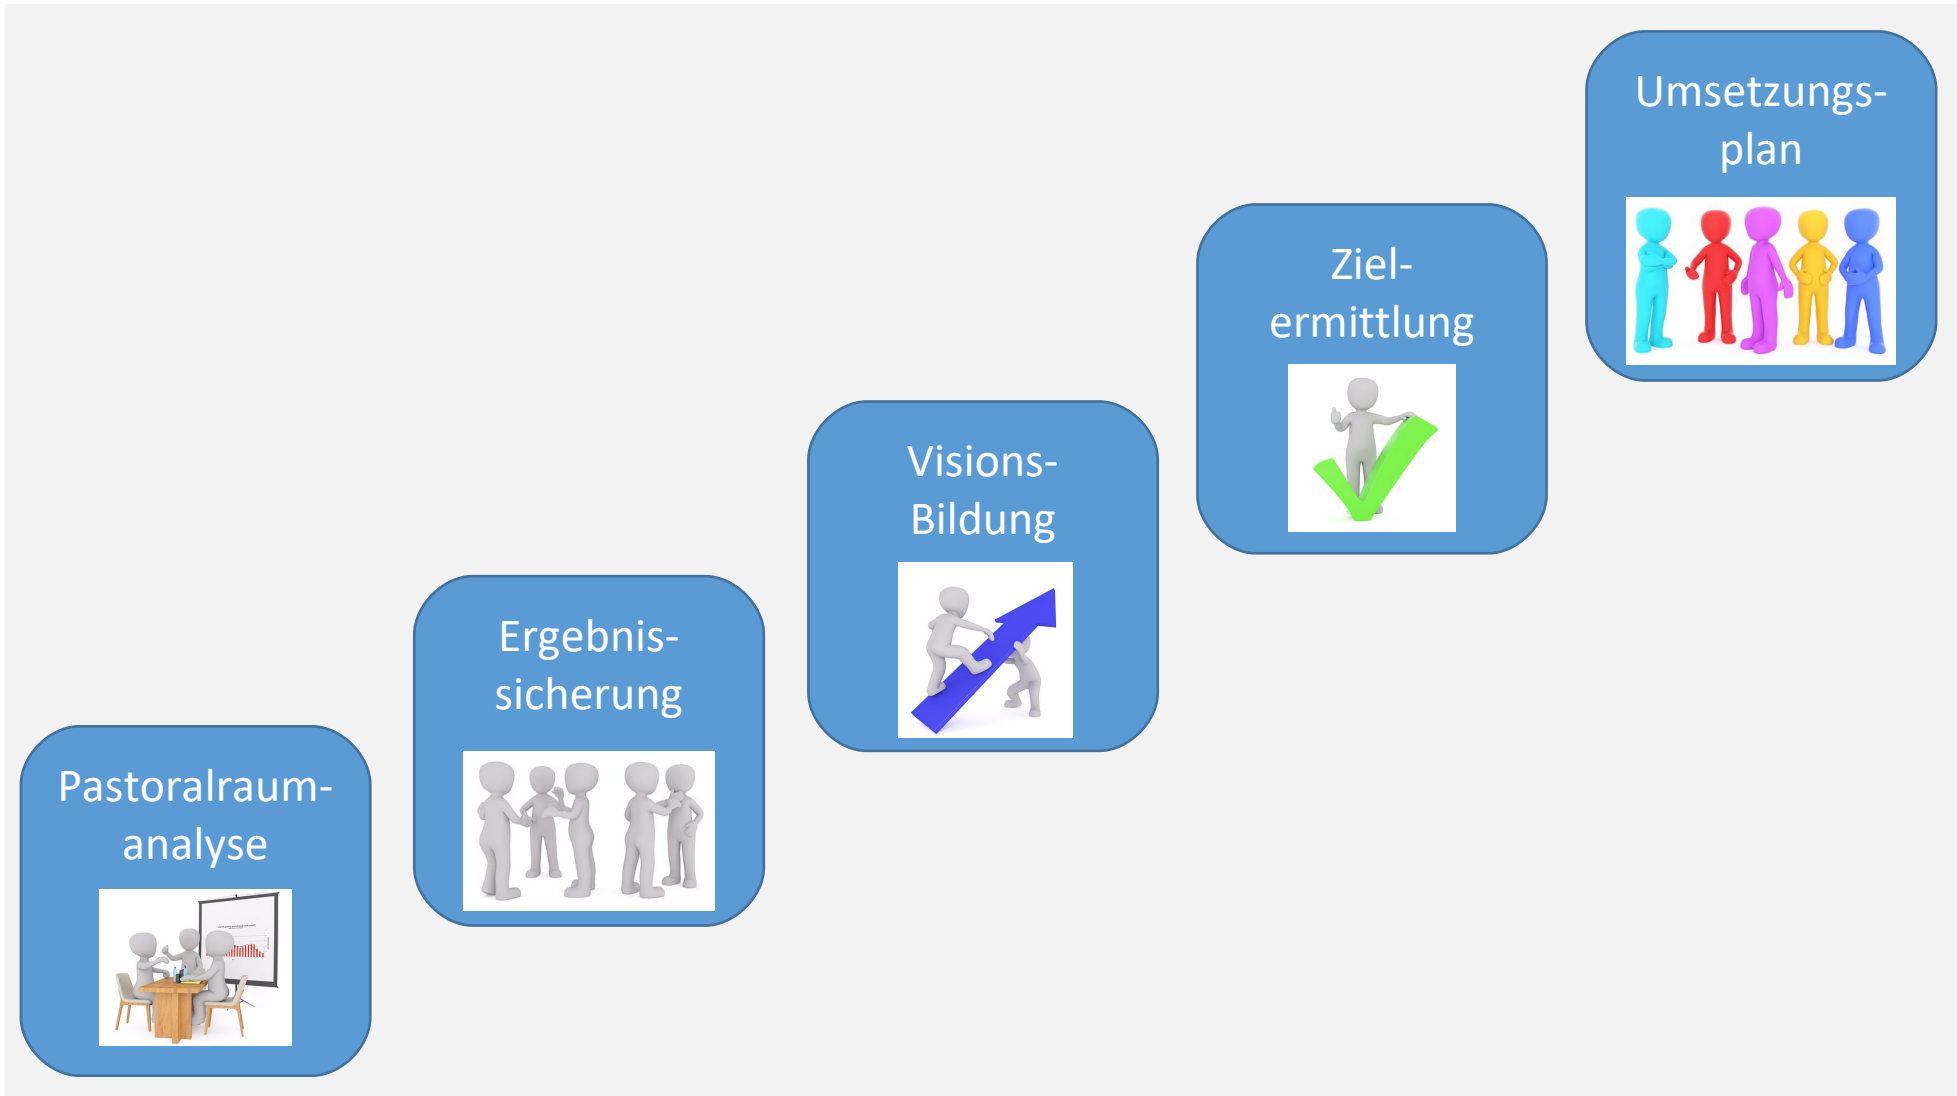 Umsetzungs-
plan
Ziel-
ermittlung
Visions-
Bildung
Ergebnis-
sicherung
Pastoralraum-
analyse